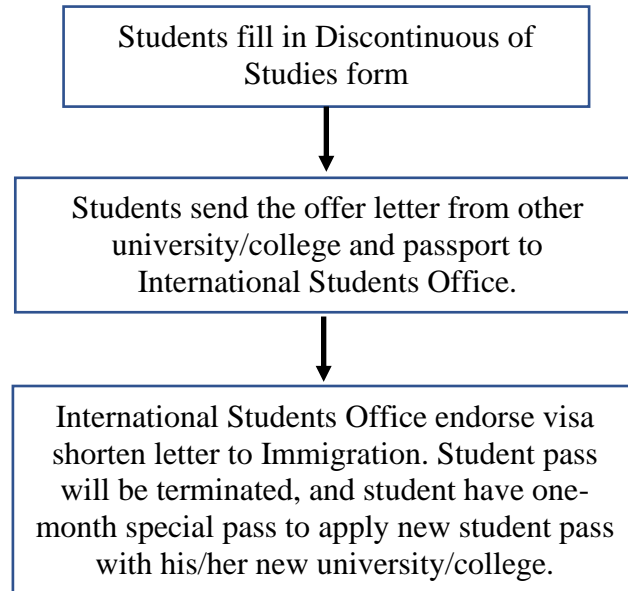 Students fill in Discontinuous of
Studies form
Students send the offer letter from other
university/college and passport to
International Students Office.
International Students Office endorse visa
shorten letter to Immigration. Student pass
will be terminated, and student have one-
month special pass to apply new student pass
with his/her new university/college.